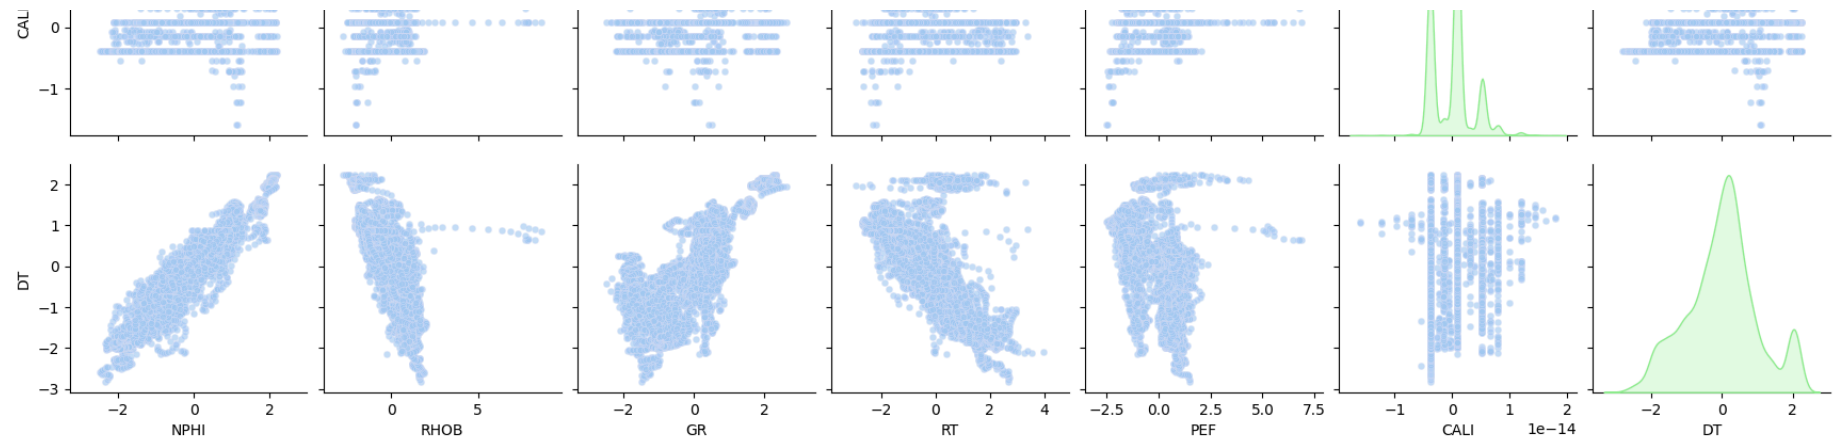 CALI
0
−1
2
1
0
−1
−2
−3
DT
−2 0 2
0 5
−2 0 2
−2 0 2 4
−2.5 0.0 2.5 5.0 7.5
−1 0 1 2
−2 0 2
1e−14
NPHI RHOB GR RT PEF CALI DT